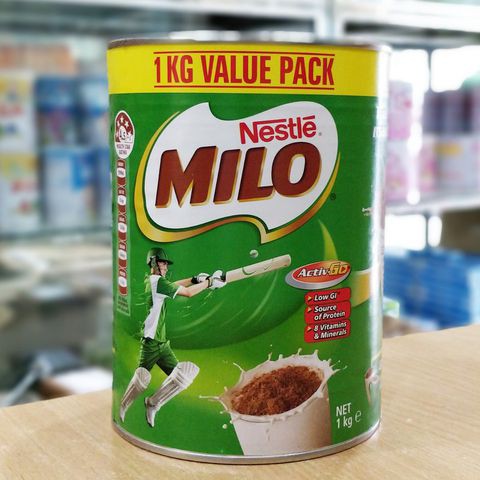 1 KG VALUE PACK
Nestlé
MILO
Activ-GO
Low GI
Source
of Protein
8 Vitamins
& Minerals
NET
1 kg e